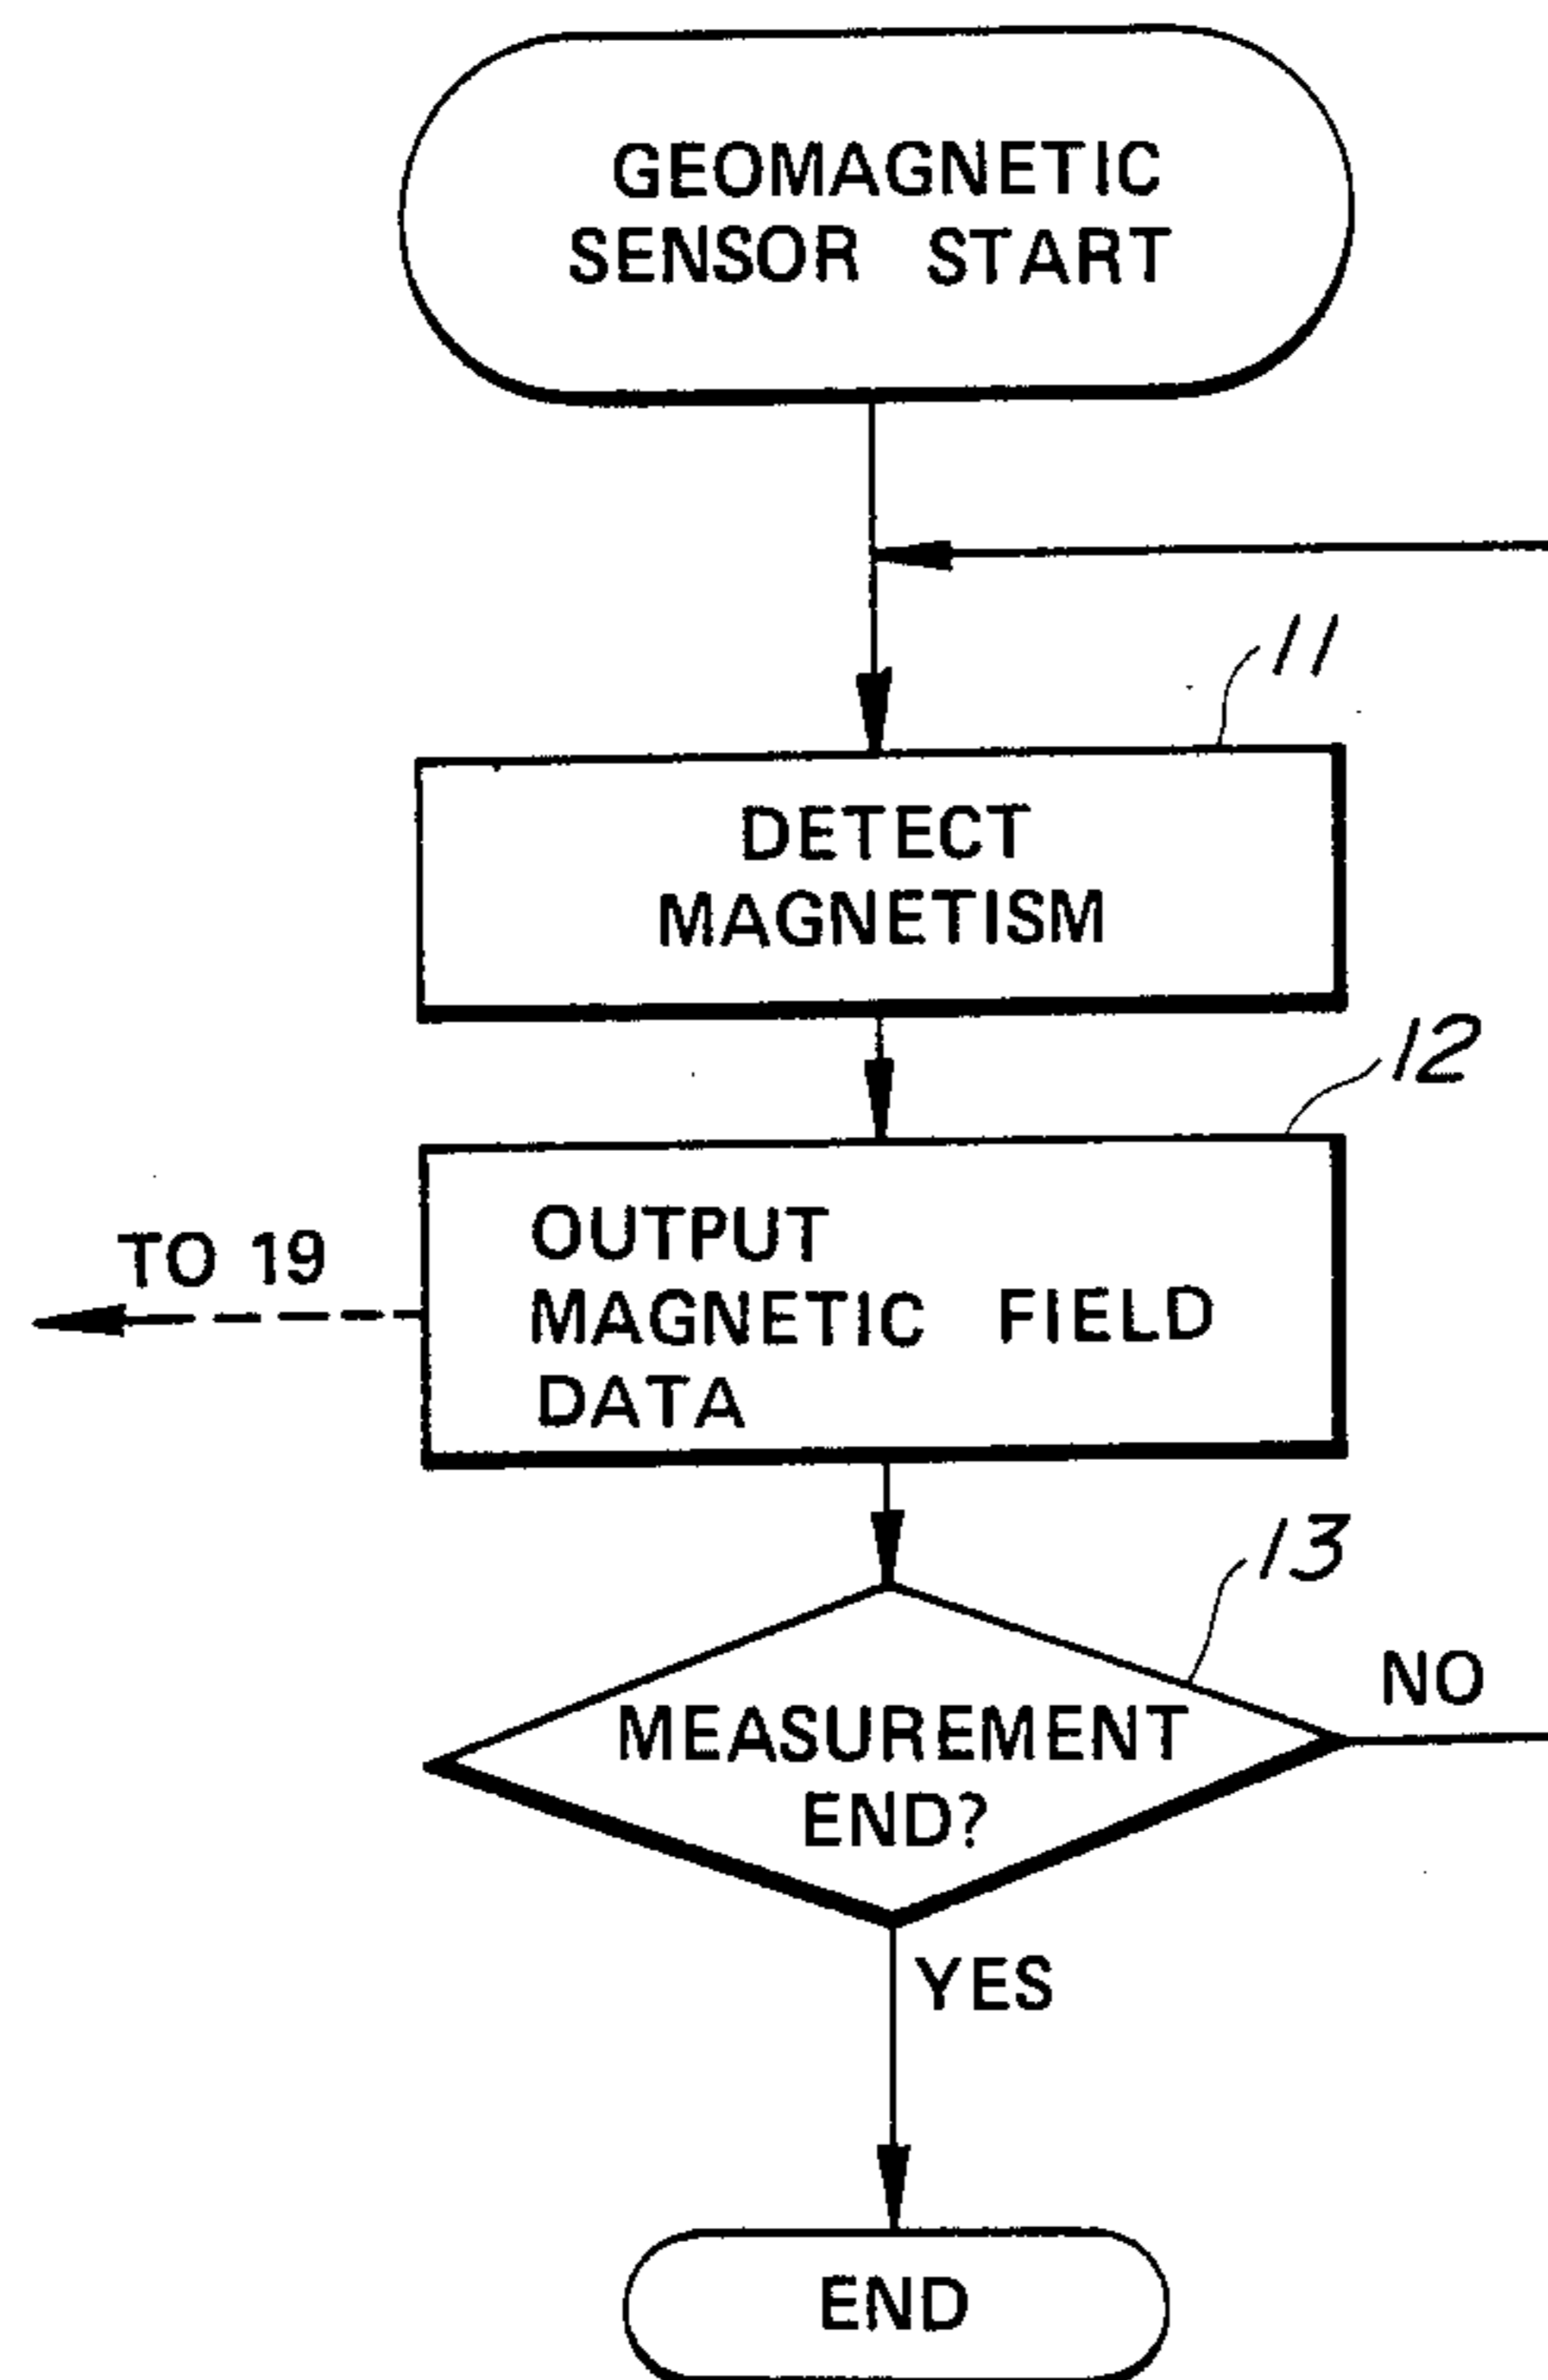 GEOMAGNETIC
SENSOR START
11
DETECT
MAGNETISM
12
TO 19
OUTPUT
MAGNETIC FIELD
DATA
13
NO
MEASUREMENT
END?
YES
END